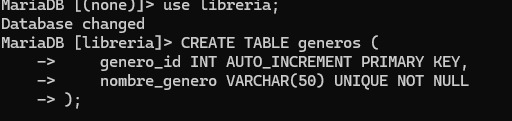 MariaDB [(none)]> use libreria;
Database changed
MariaDB [libreria]> CREATE TABLE generos (
    ->     genero_id INT AUTO_INCREMENT PRIMARY KEY,
    ->     nombre_genero VARCHAR(50) UNIQUE NOT NULL
    -> );